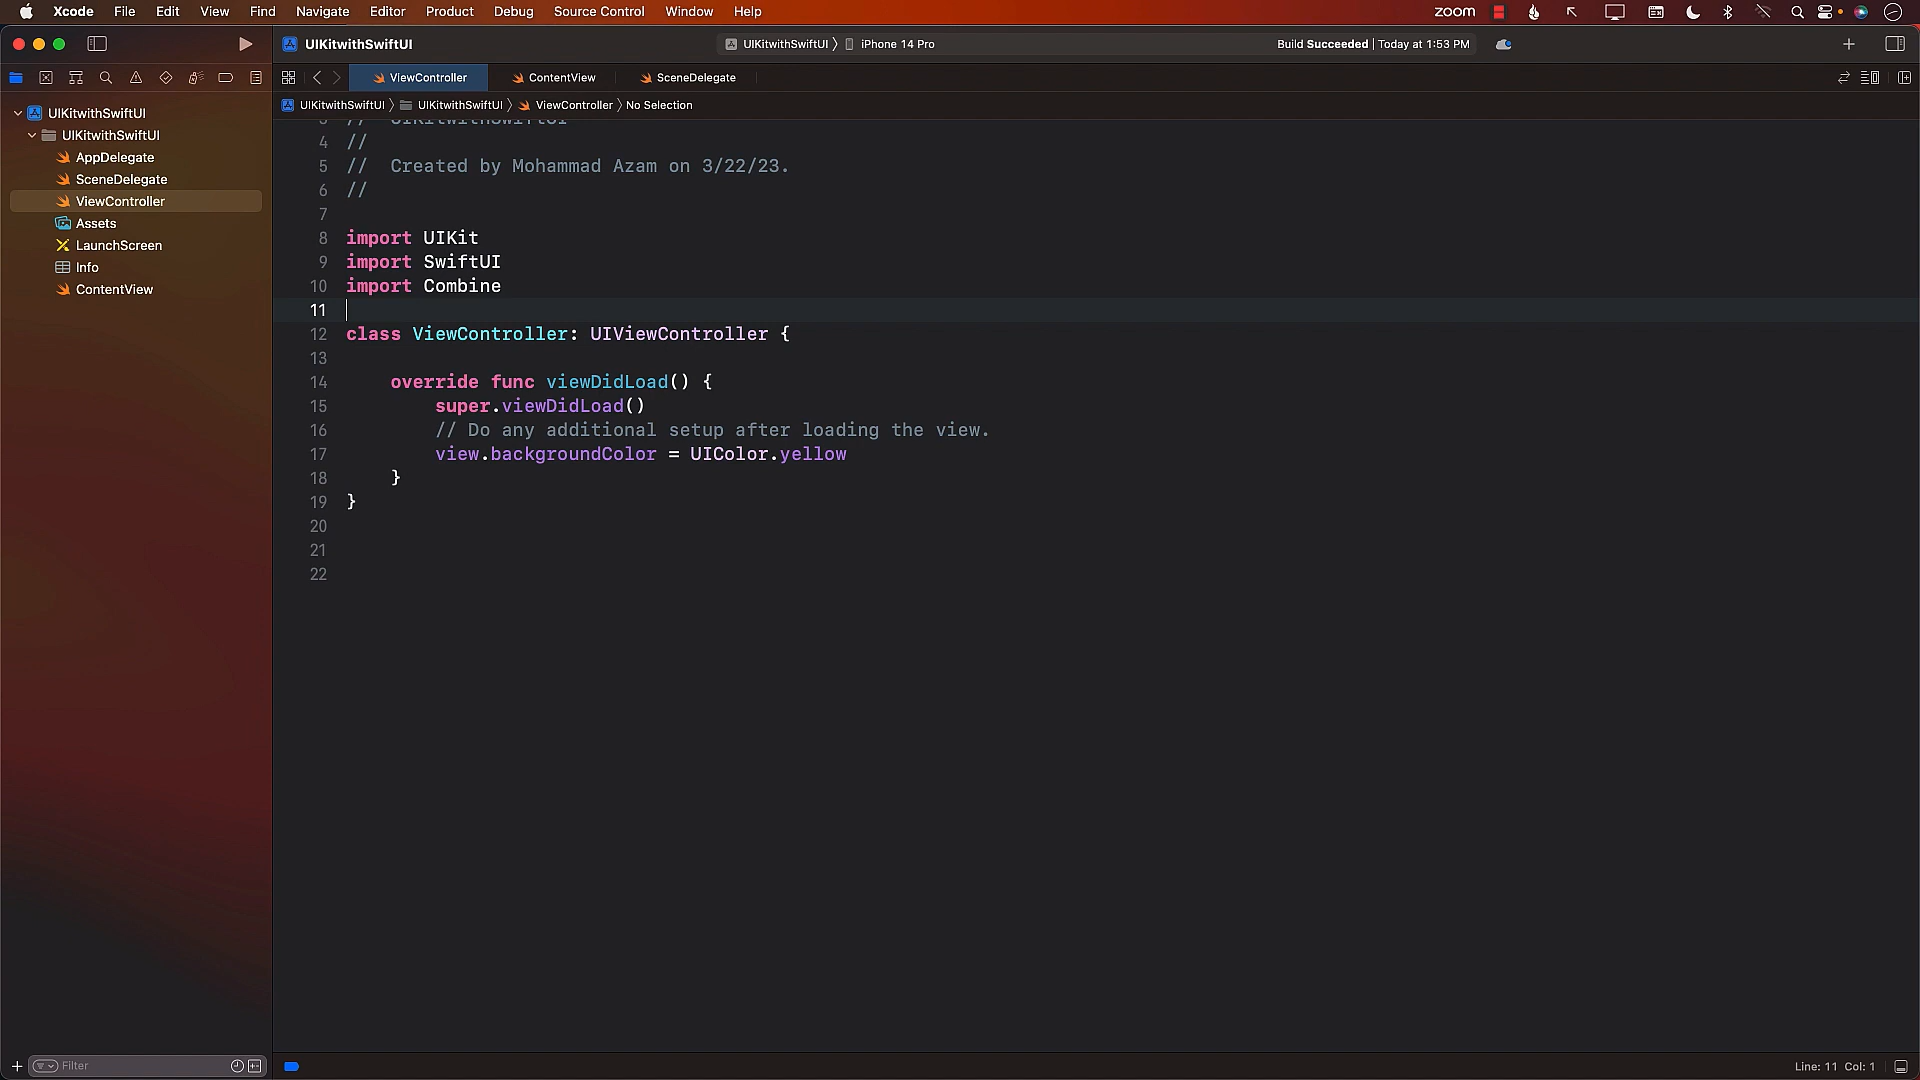 Xcode File Edit View Find Navigate Editor Product Debug Source Control Window Help zoom
UIKitwithSwiftUI UIKitwithSwiftUI 〉 iPhone 14 Pro Build Succeeded | Today at 1:53 PM
ViewController ContentView SceneDelegate
UIKitwithSwiftUI 〉 UIKitwithSwiftUI 〉 ViewController 〉 No Selection
UIKitwithSwiftUI
UIKitwithSwiftUI
AppDelegate
SceneDelegate
ViewController
Assets
LaunchScreen
Info
ContentView
3 // UIKitwithSwiftUI
4 //
5 // Created by Mohammad Azam on 3/22/23.
6 //
7
8 import UIKit
9 import SwiftUI
10 import Combine
11
12 class ViewController: UIViewController {
13
14 override func viewDidLoad() {
15 super.viewDidLoad()
16 // Do any additional setup after loading the view.
17 view.backgroundColor = UIColor.yellow
18 }
19 }
20
21
22
Filter
Line: 11 Col: 1